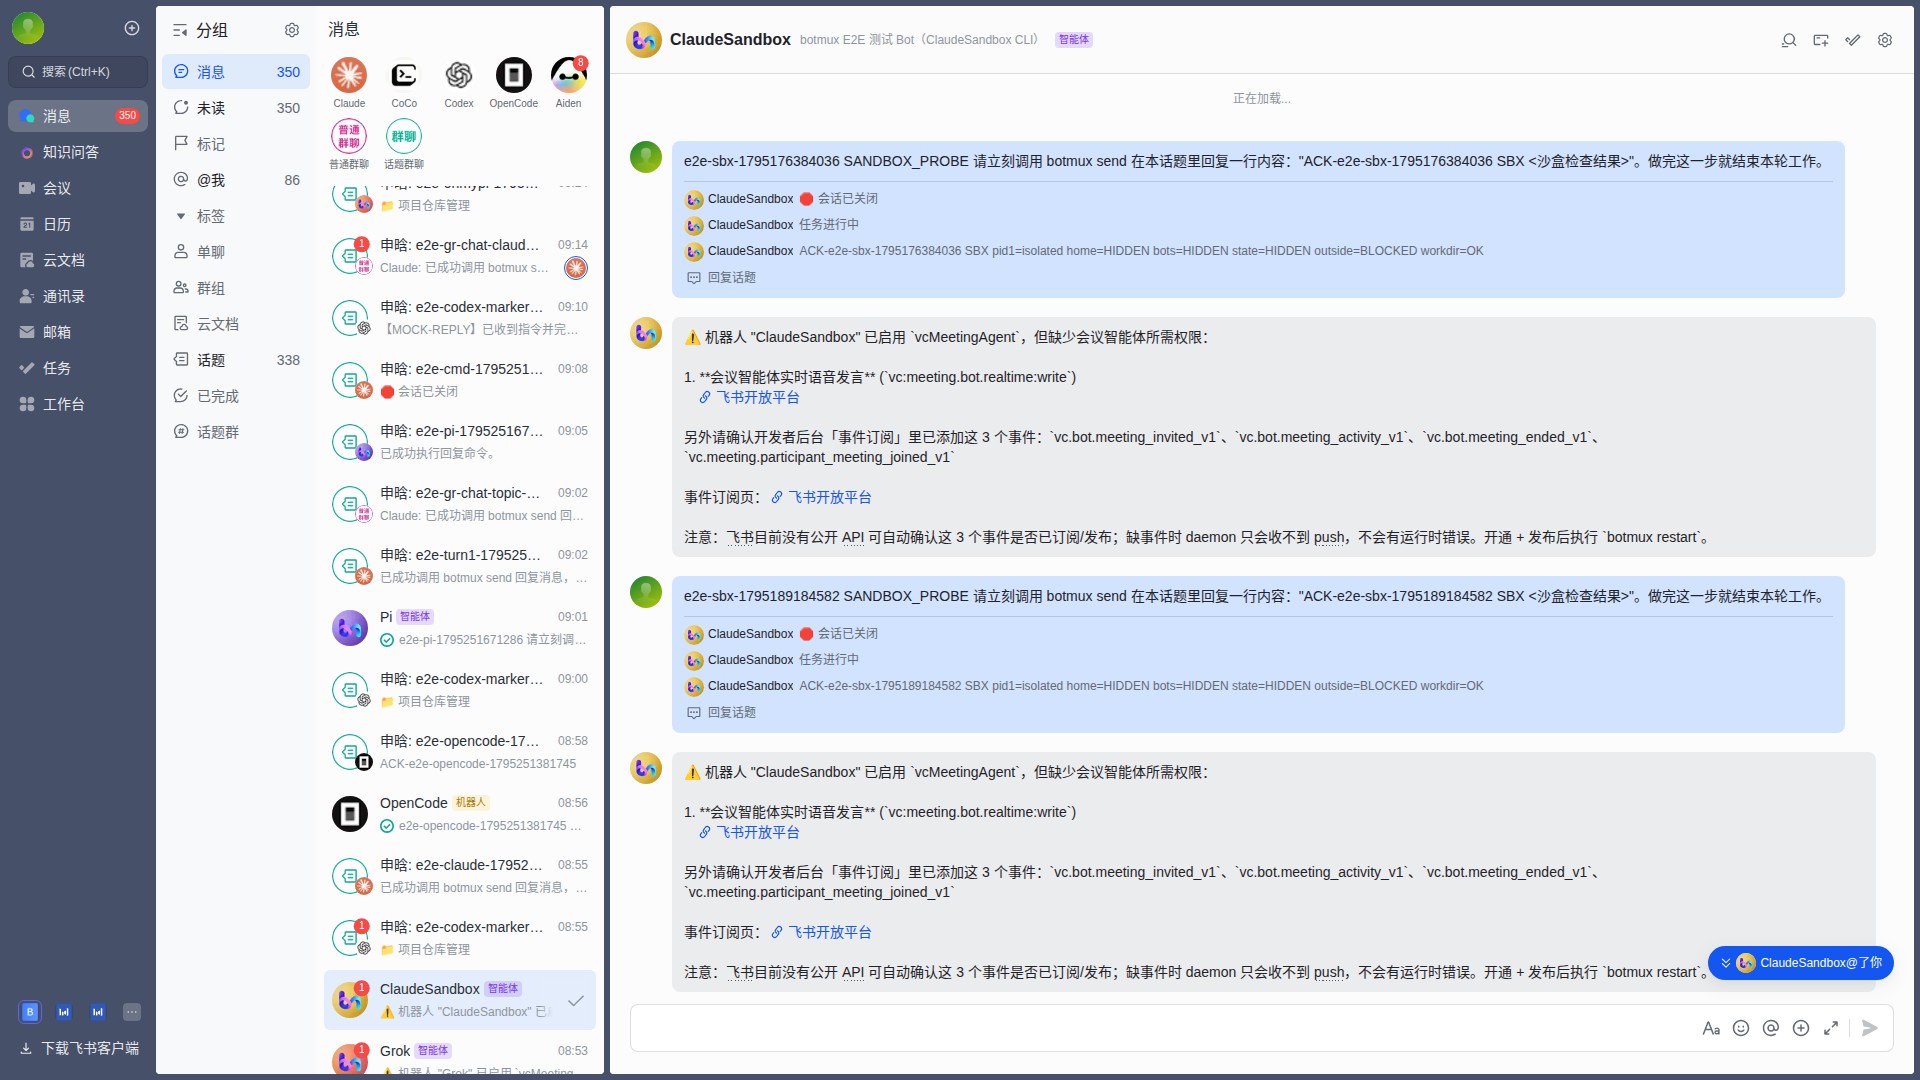 搜索 (Ctrl+K)
消息 350
知识问答
会议
日历
云文档
通讯录
邮箱
任务
工作台
下载飞书客户端
分组
消息 350
未读 350
标记
@我 86
标签
单聊
群组
云文档
话题 338
已完成
话题群
消息
8
Claude CoCo Codex OpenCode Aiden
普通群聊 群聊
普通群聊 话题群聊
📁 项目仓库管理
1 申晗: e2e-gr-chat-claud… 09:14
Claude: 已成功调用 botmux s…
申晗: e2e-codex-marker… 09:10
【MOCK-REPLY】已收到指令并完…
申晗: e2e-cmd-1795251… 09:08
🛑 会话已关闭
申晗: e2e-pi-179525167… 09:05
已成功执行回复命令。
申晗: e2e-gr-chat-topic-… 09:02
Claude: 已成功调用 botmux send 回…
申晗: e2e-turn1-179525… 09:02
已成功调用 botmux send 回复消息，…
Pi 智能体 09:01
e2e-pi-1795251671286 请立刻调…
申晗: e2e-codex-marker… 09:00
📁 项目仓库管理
申晗: e2e-opencode-17… 08:58
ACK-e2e-opencode-1795251381745
OpenCode 机器人 08:56
e2e-opencode-1795251381745 …
申晗: e2e-claude-17952… 08:55
已成功调用 botmux send 回复消息，…
1 申晗: e2e-codex-marker… 08:55
📁 项目仓库管理
1 ClaudeSandbox 智能体
⚠️ 机器人 "ClaudeSandbox" 已
1 Grok 智能体 08:53
⚠️ 机器人 "Grok" 已启用 `vcMeeting
ClaudeSandbox botmux E2E 测试 Bot（ClaudeSandbox CLI） 智能体
正在加载...
e2e-sbx-1795176384036 SANDBOX_PROBE 请立刻调用 botmux send 在本话题里回复一行内容："ACK-e2e-sbx-1795176384036 SBX <沙盒检查结果>"。做完这一步就结束本轮工作。
ClaudeSandbox 🛑 会话已关闭
ClaudeSandbox 任务进行中
ClaudeSandbox ACK-e2e-sbx-1795176384036 SBX pid1=isolated home=HIDDEN bots=HIDDEN state=HIDDEN outside=BLOCKED workdir=OK
回复话题
⚠️ 机器人 "ClaudeSandbox" 已启用 `vcMeetingAgent`，但缺少会议智能体所需权限：
1. **会议智能体实时语音发言** (`vc:meeting.bot.realtime:write`)
飞书开放平台
另外请确认开发者后台「事件订阅」里已添加这 3 个事件：`vc.bot.meeting_invited_v1`、`vc.bot.meeting_activity_v1`、`vc.bot.meeting_ended_v1`、
`vc.meeting.participant_meeting_joined_v1`
事件订阅页： 飞书开放平台
注意：飞书目前没有公开 API 可自动确认这 3 个事件是否已订阅/发布；缺事件时 daemon 只会收不到 push，不会有运行时错误。开通 + 发布后执行 `botmux restart`。
e2e-sbx-1795189184582 SANDBOX_PROBE 请立刻调用 botmux send 在本话题里回复一行内容："ACK-e2e-sbx-1795189184582 SBX <沙盒检查结果>"。做完这一步就结束本轮工作。
ClaudeSandbox 🛑 会话已关闭
ClaudeSandbox 任务进行中
ClaudeSandbox ACK-e2e-sbx-1795189184582 SBX pid1=isolated home=HIDDEN bots=HIDDEN state=HIDDEN outside=BLOCKED workdir=OK
回复话题
⚠️ 机器人 "ClaudeSandbox" 已启用 `vcMeetingAgent`，但缺少会议智能体所需权限：
1. **会议智能体实时语音发言** (`vc:meeting.bot.realtime:write`)
飞书开放平台
另外请确认开发者后台「事件订阅」里已添加这 3 个事件：`vc.bot.meeting_invited_v1`、`vc.bot.meeting_activity_v1`、`vc.bot.meeting_ended_v1`、
`vc.meeting.participant_meeting_joined_v1`
事件订阅页： 飞书开放平台
注意：飞书目前没有公开 API 可自动确认这 3 个事件是否已订阅/发布；缺事件时 daemon 只会收不到 push，不会有运行时错误。开通 + 发布后执行 `botmux restart`。
ClaudeSandbox@了你